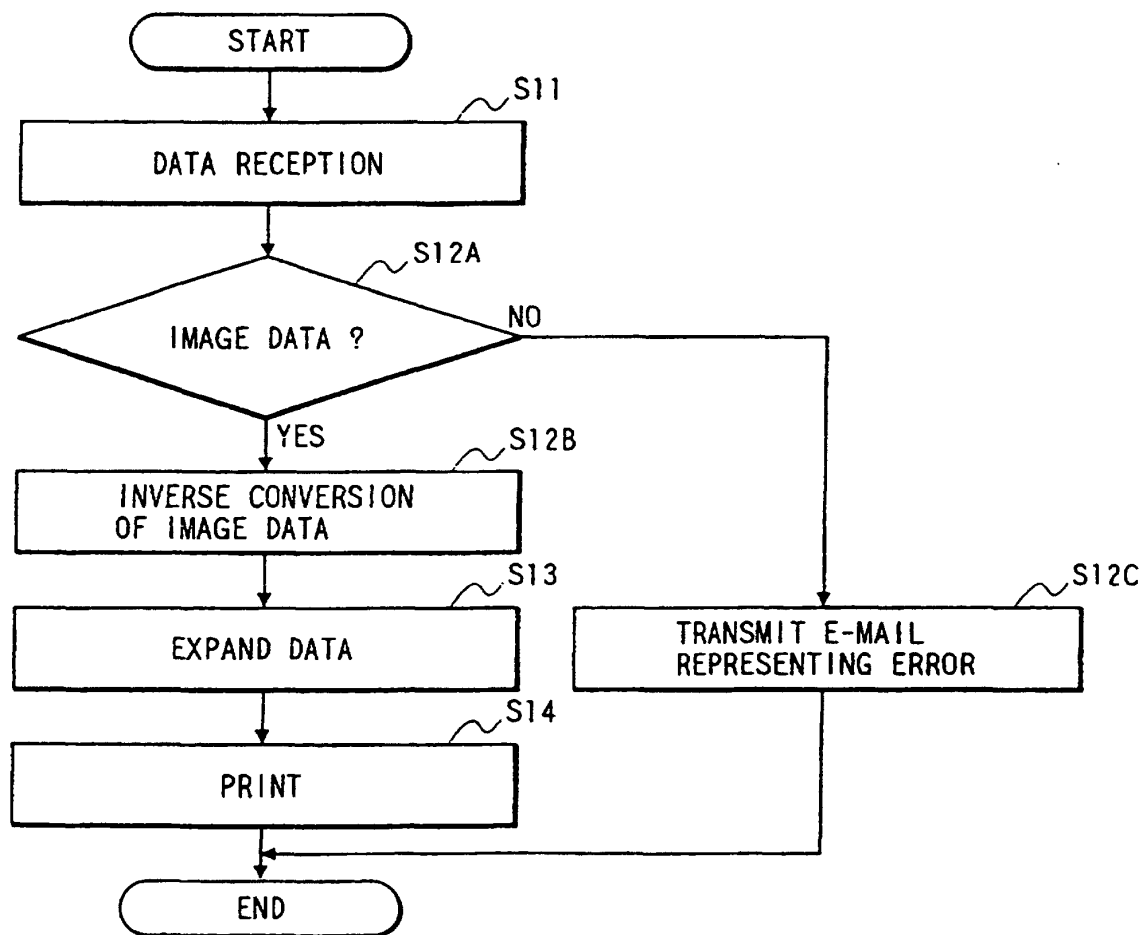 START
S11
DATA RECEPTION
S12A
IMAGE DATA ?
NO
YES
S12B
INVERSE CONVERSION
OF IMAGE DATA
S13
EXPAND DATA
S12C
TRANSMIT E-MAIL
REPRESENTING ERROR
S14
PRINT
END